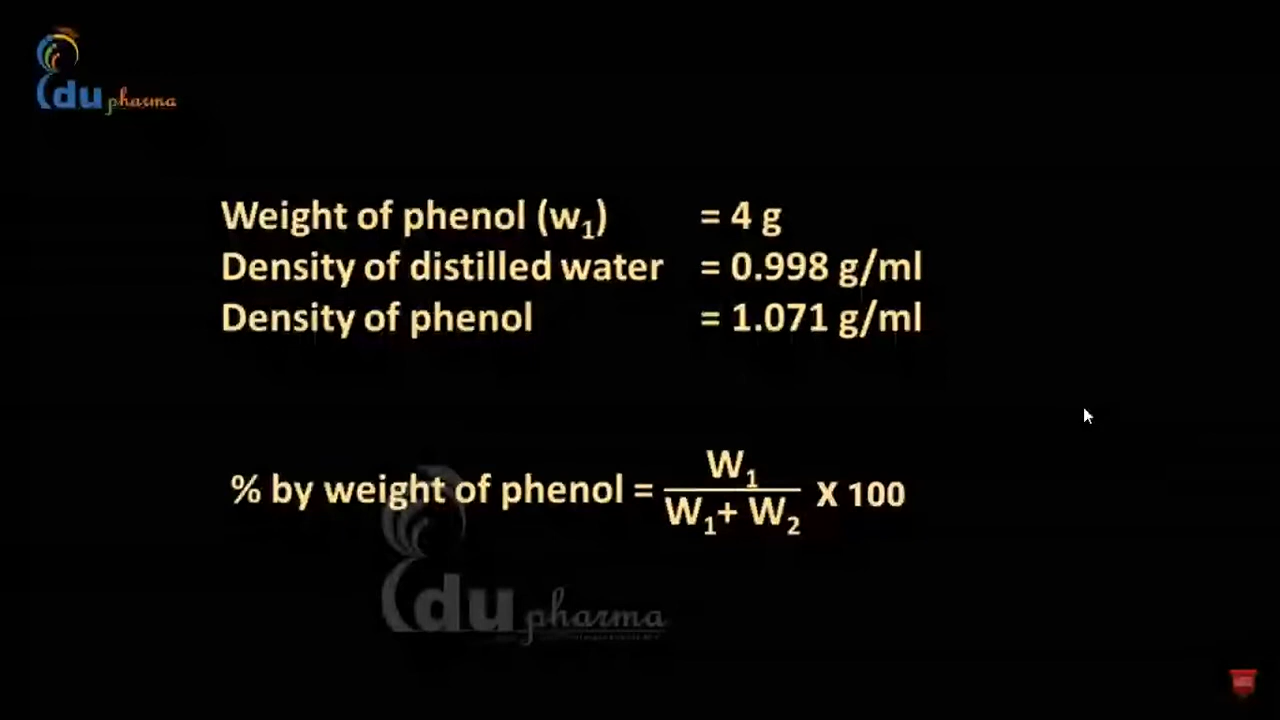 Edu pharma
Weight of phenol (w₁) = 4 g
Density of distilled water = 0.998 g/ml
Density of phenol = 1.071 g/ml
% by weight of phenol = W₁ / W₁+ W₂ X 100
Edu pharma